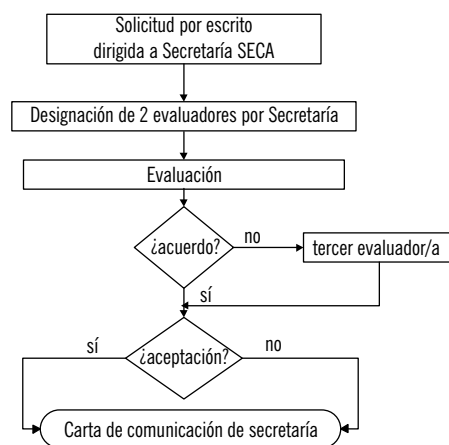 Solicitud por escrito
dirigida a Secretaría SECA
Designación de 2 evaluadores por Secretaría
Evaluación
¿acuerdo?
no
tercer evaluador/a
sí
sí
¿aceptación?
no
Carta de comunicación de secretaría